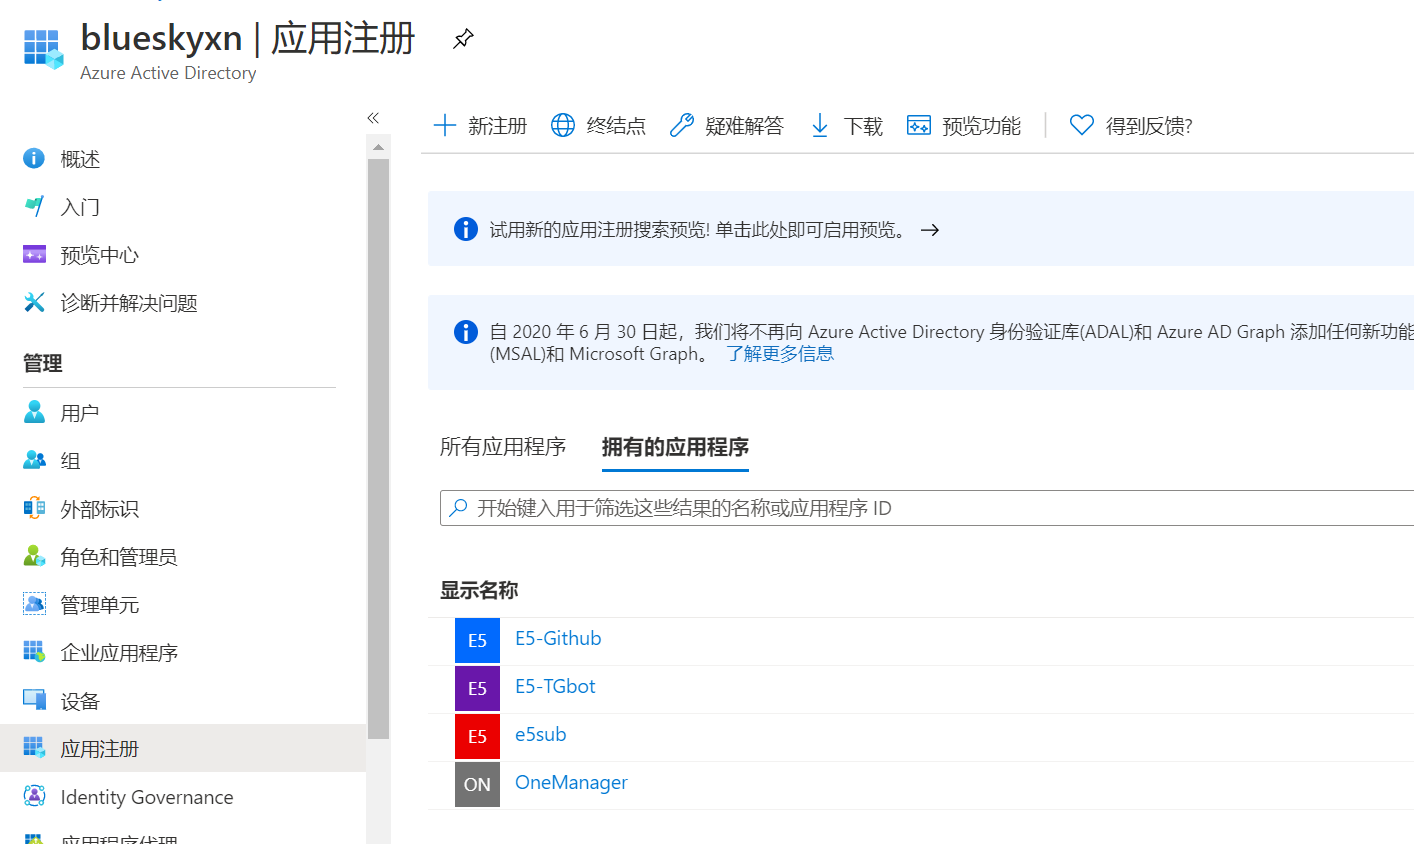 blueskyxn | 应用注册
Azure Active Directory
«
概述
入门
预览中心
诊断并解决问题
管理
用户
组
外部标识
角色和管理员
管理单元
企业应用程序
设备
应用注册
Identity Governance
应用程序代理
新注册 终结点 疑难解答 下载 预览功能 得到反馈?
试用新的应用注册搜索预览! 单击此处即可启用预览。 →
自 2020 年 6 月 30 日起，我们将不再向 Azure Active Directory 身份验证库(ADAL)和 Azure AD Graph 添加任何新功能
(MSAL)和 Microsoft Graph。 了解更多信息
所有应用程序 拥有的应用程序
开始键入用于筛选这些结果的名称或应用程序 ID
显示名称
E5 E5-Github
E5 E5-TGbot
E5 e5sub
ON OneManager